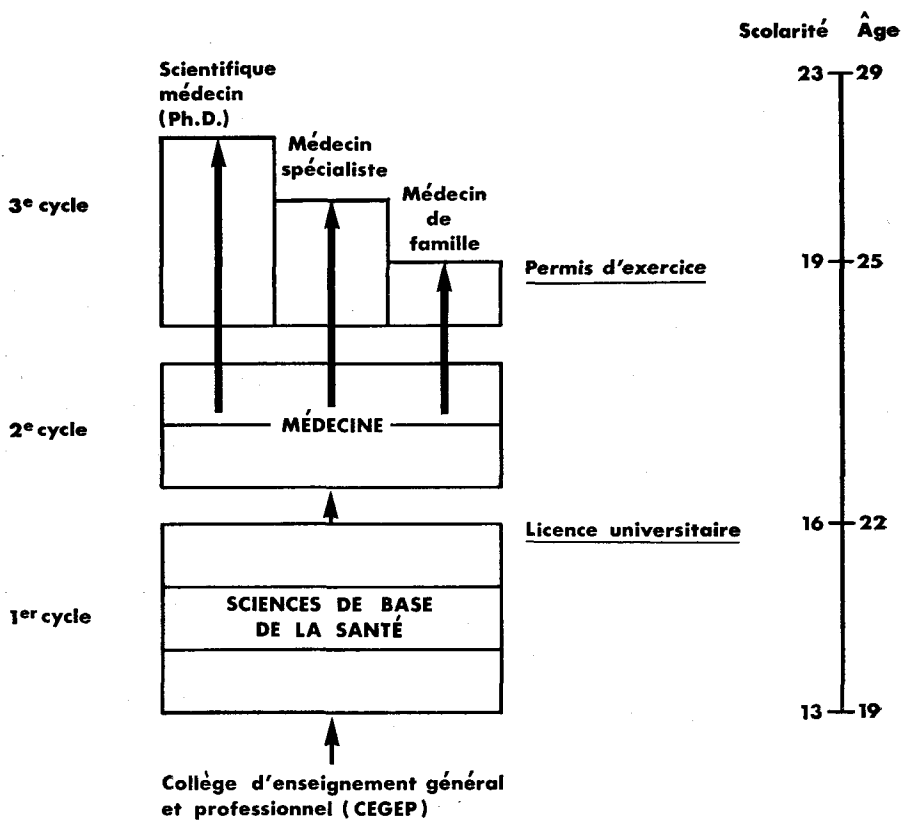 Scolarité Âge
23 29
Scientifique
médecin
(Ph.D.)
Médecin
spécialiste
Médecin
de
famille
3e cycle
Permis d'exercice
19 25
2e cycle
MÉDECINE
Licence universitaire
16 22
1er cycle
SCIENCES DE BASE
DE LA SANTÉ
13 19
Collège d'enseignement général
et professionnel (CEGEP)